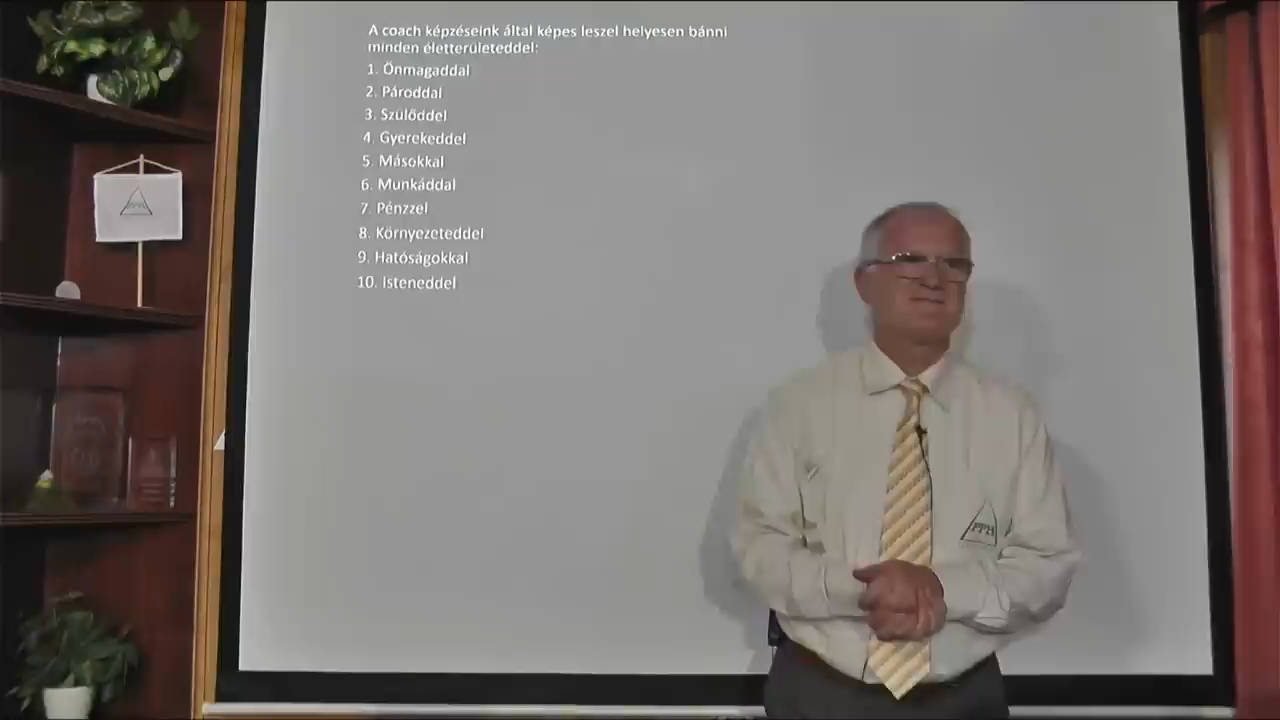 A coach képzéseink által képes leszel helyesen bánni
minden életterületeddel:
1. Önmagaddal
2. Pároddal
3. Szülőddel
4. Gyerekeddel
5. Másokkal
6. Munkáddal
7. Pénzzel
8. Környezeteddel
9. Hatóságokkal
10. Isteneddel
PPH